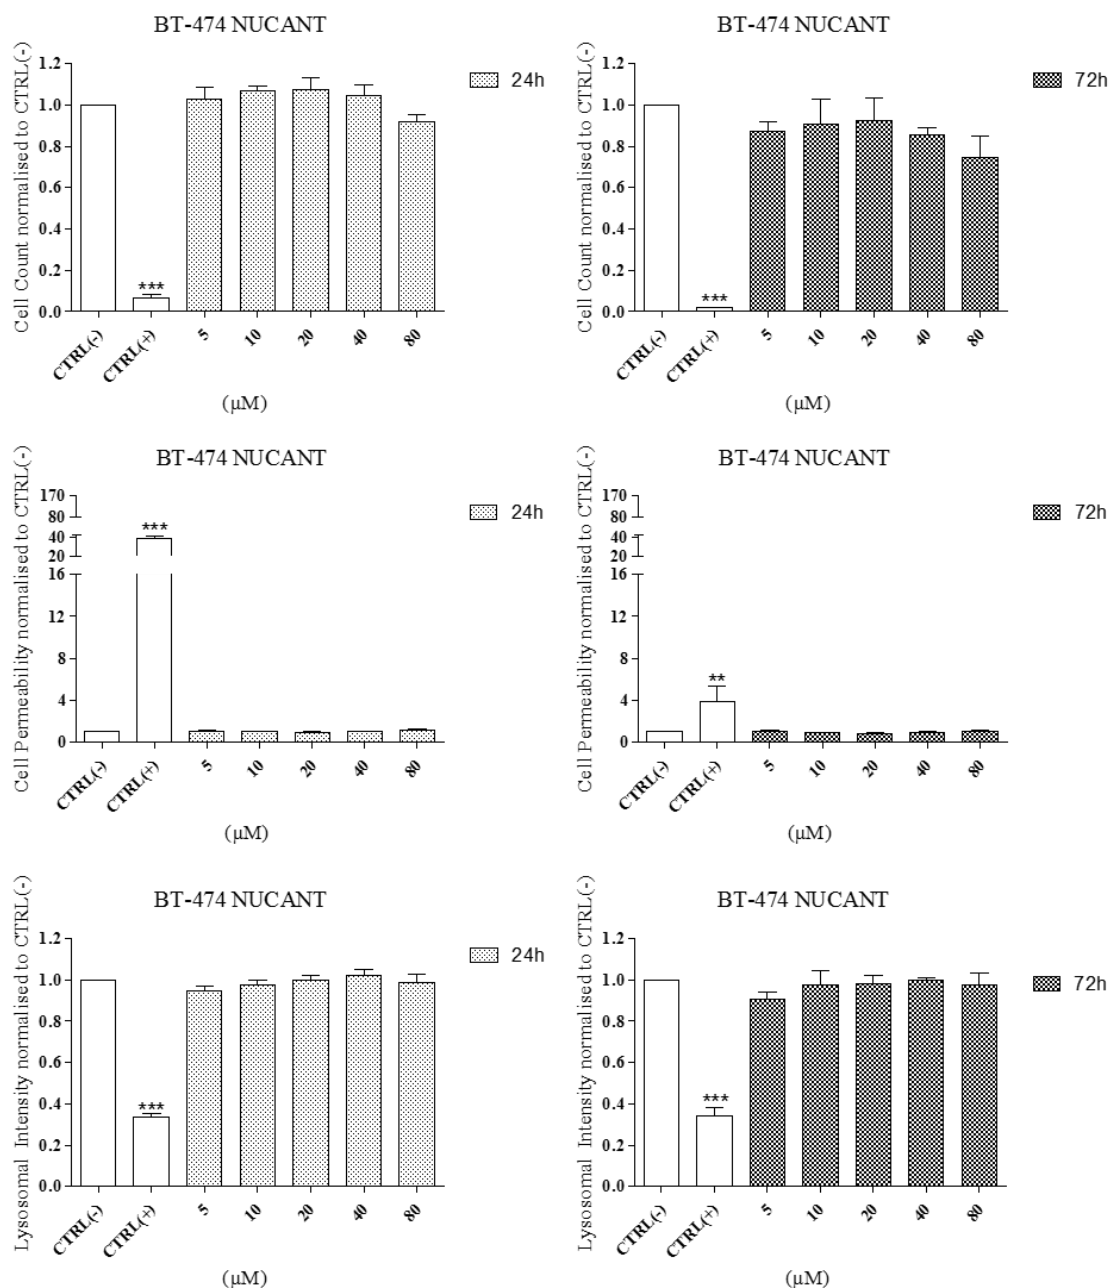 BT-474 NUCANT
Cell Count normalised to CTRL(-)
1.2
1.0
0.8
0.6
0.4
0.2
0.0
***
CTRL(-) CTRL(+) 5 10 20 40 80
(µM)
24h
BT-474 NUCANT
Cell Count normalised to CTRL(-)
1.2
1.0
0.8
0.6
0.4
0.2
0.0
***
CTRL(-) CTRL(+) 5 10 20 40 80
(µM)
72h
BT-474 NUCANT
Cell Permeability normalised to CTRL(-)
170
80
40
20
16
12
8
4
0
***
CTRL(-) CTRL(+) 5 10 20 40 80
(µM)
24h
BT-474 NUCANT
Cell Permeability normalised to CTRL(-)
170
80
40
20
16
12
8
4
0
**
CTRL(-) CTRL(+) 5 10 20 40 80
(µM)
72h
BT-474 NUCANT
Lysosomal Intensity normalised to CTRL(-)
1.2
1.0
0.8
0.6
0.4
0.2
0.0
***
CTRL(-) CTRL(+) 5 10 20 40 80
(µM)
24h
BT-474 NUCANT
Lysosomal Intensity normalised to CTRL(-)
1.2
1.0
0.8
0.6
0.4
0.2
0.0
***
CTRL(-) CTRL(+) 5 10 20 40 80
(µM)
72h